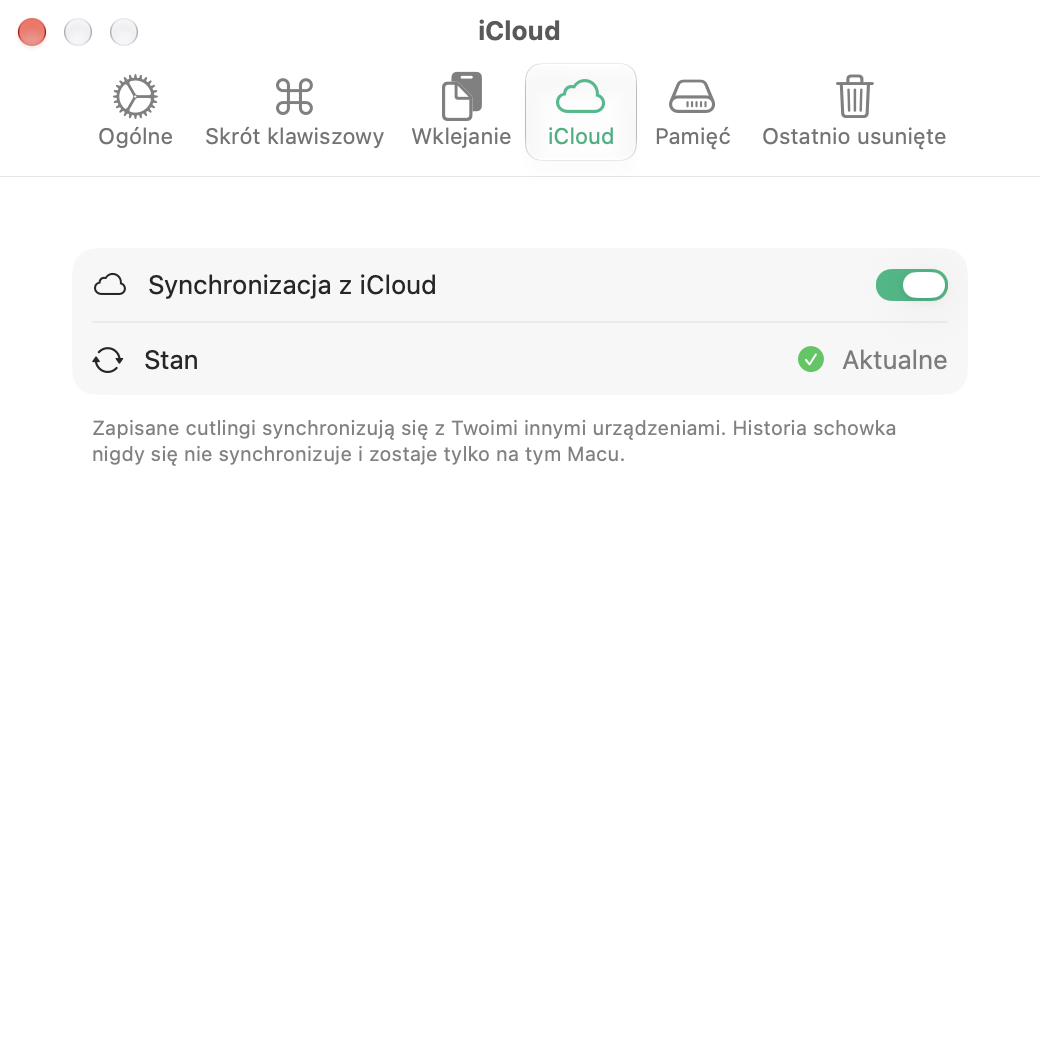 iCloud
Ogólne
Skrót klawiszowy
Wklejanie
iCloud
Pamięć
Ostatnio usunięte
Synchronizacja z iCloud
Stan
Aktualne
Zapisane cutlingi synchronizują się z Twoimi innymi urządzeniami. Historia schowka
nigdy się nie synchronizuje i zostaje tylko na tym Macu.